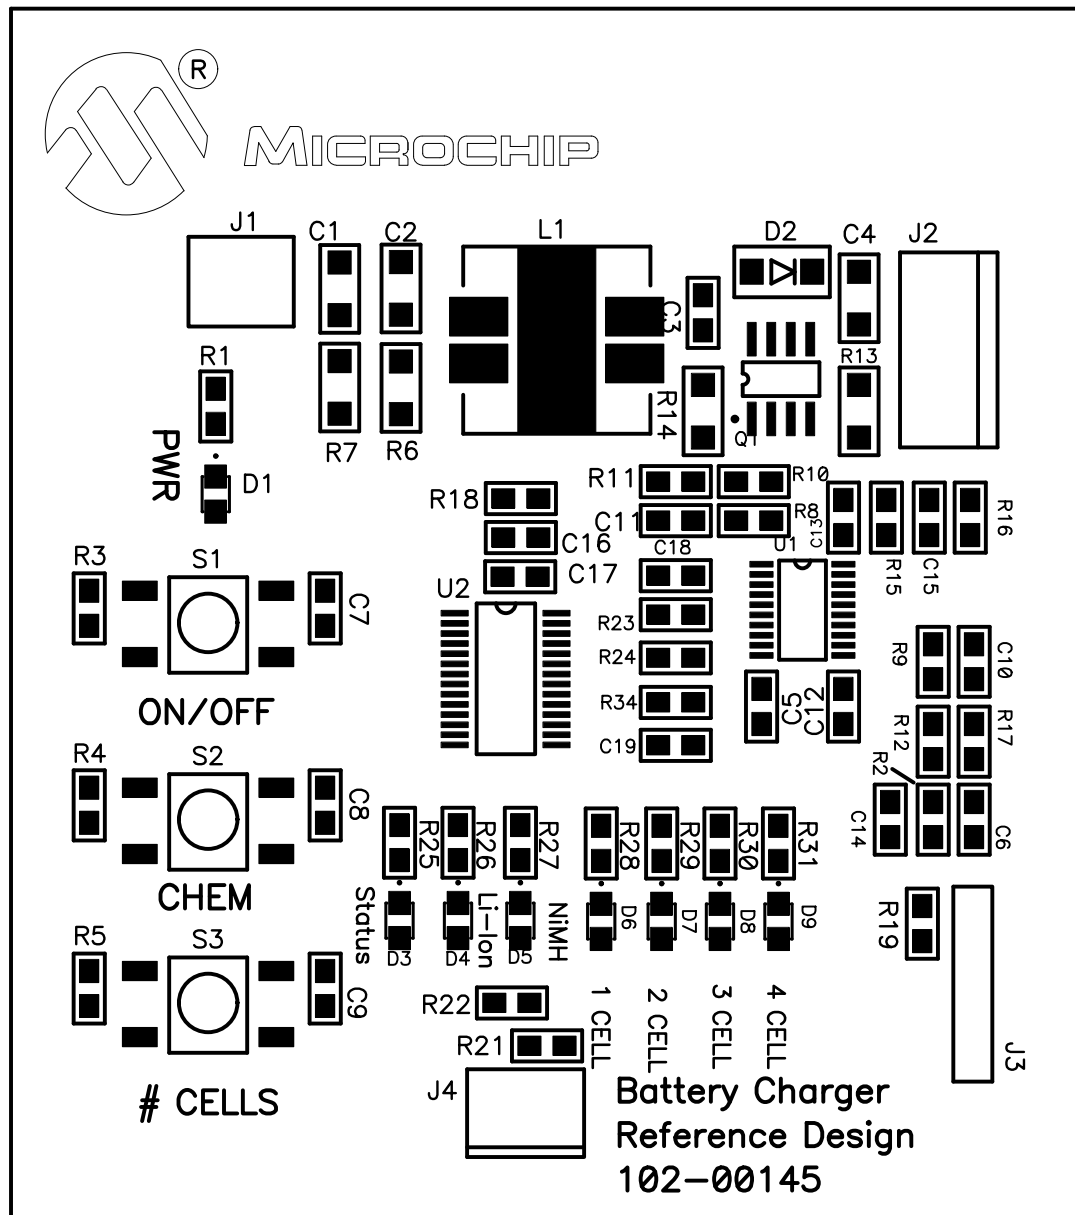 ®
MICROCHIP
J1
C1
C2
L1
D2
C4
J2
C3
R1
R13
R14
Q1
PWR
D1
R7
R6
R18
R11
R10
C11
R8
C13
R16
C16
C18
U1
R15
C15
C17
R3
S1
C7
U2
R23
R24
R9
C10
ON/OFF
R34
C5
C12
C19
R12
R17
R4
S2
C8
R2
C14
C6
CHEM
R25
R26
R27
R28
R29
R30
R31
Status
Li-Ion
NiMH
D3
D4
D5
D6
D7
D8
D9
R19
R5
S3
C9
R22
1 CELL
2 CELL
3 CELL
4 CELL
R21
J3
# CELLS
J4
Battery Charger
Reference Design
102-00145